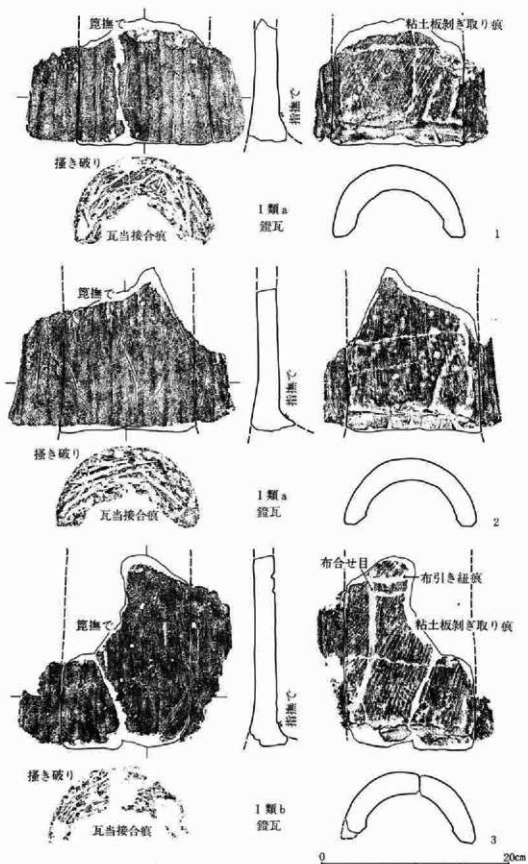 箆撫で
粘土板剥ぎ取り痕
指撫で
掻き破り
瓦当接合痕
Ⅰ類a
鐙瓦
1
箆撫で
指撫で
掻き破り
瓦当接合痕
Ⅰ類a
鐙瓦
2
布合せ目
布引き紐痕
箆撫で
粘土板剥ぎ取り痕
指撫で
掻き破り
瓦当接合痕
Ⅰ類b
鐙瓦
3
0 20cm